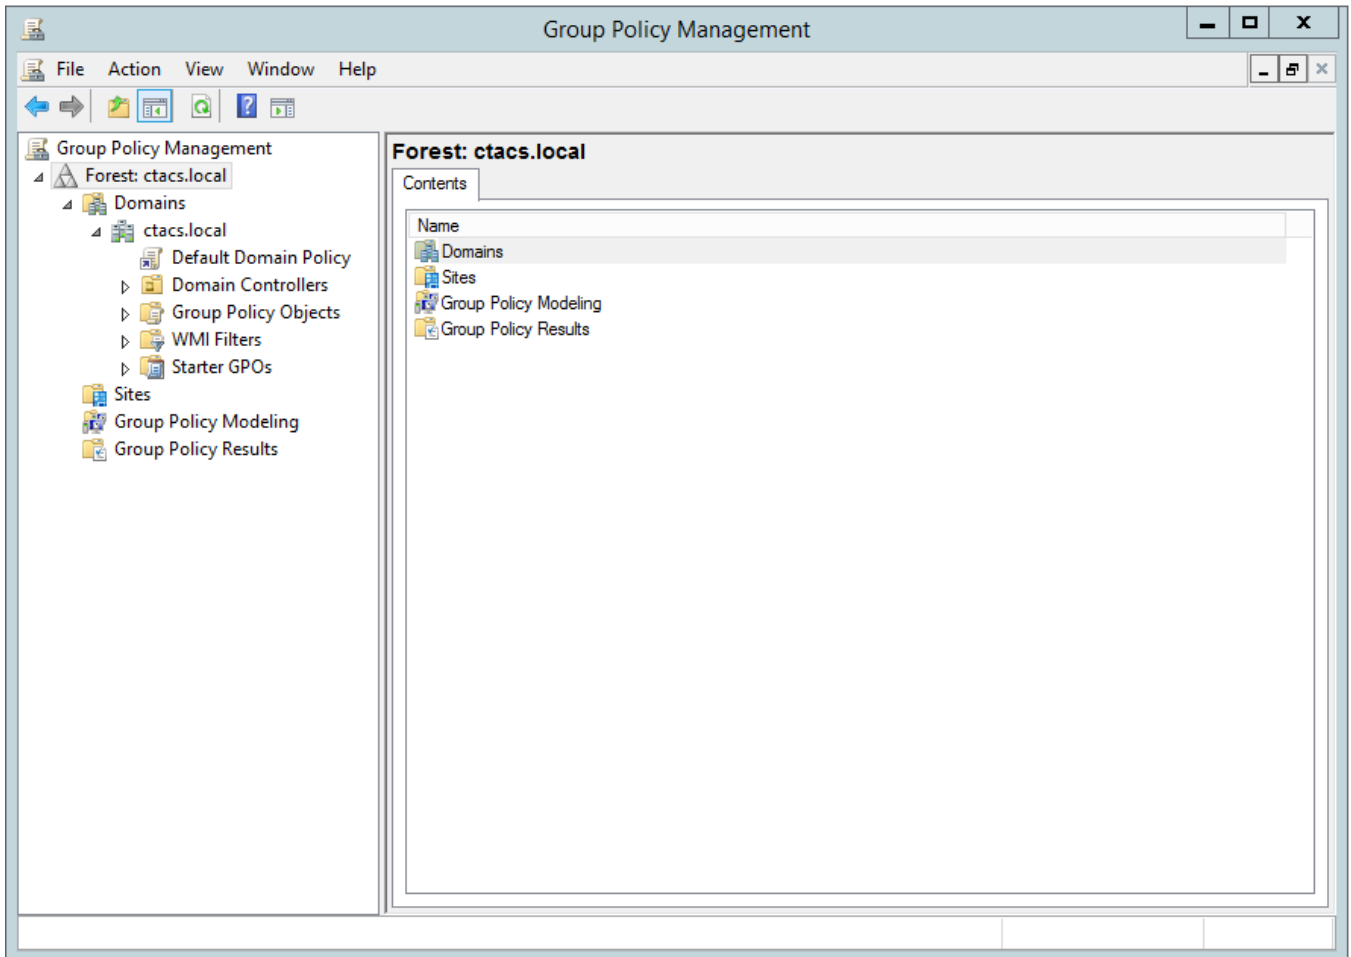 Group Policy Management
File Action View Window Help
Group Policy Management
Forest: ctacs.local
Domains
ctacs.local
Default Domain Policy
Domain Controllers
Group Policy Objects
WMI Filters
Starter GPOs
Sites
Group Policy Modeling
Group Policy Results
Forest: ctacs.local
Contents
Name
Domains
Sites
Group Policy Modeling
Group Policy Results